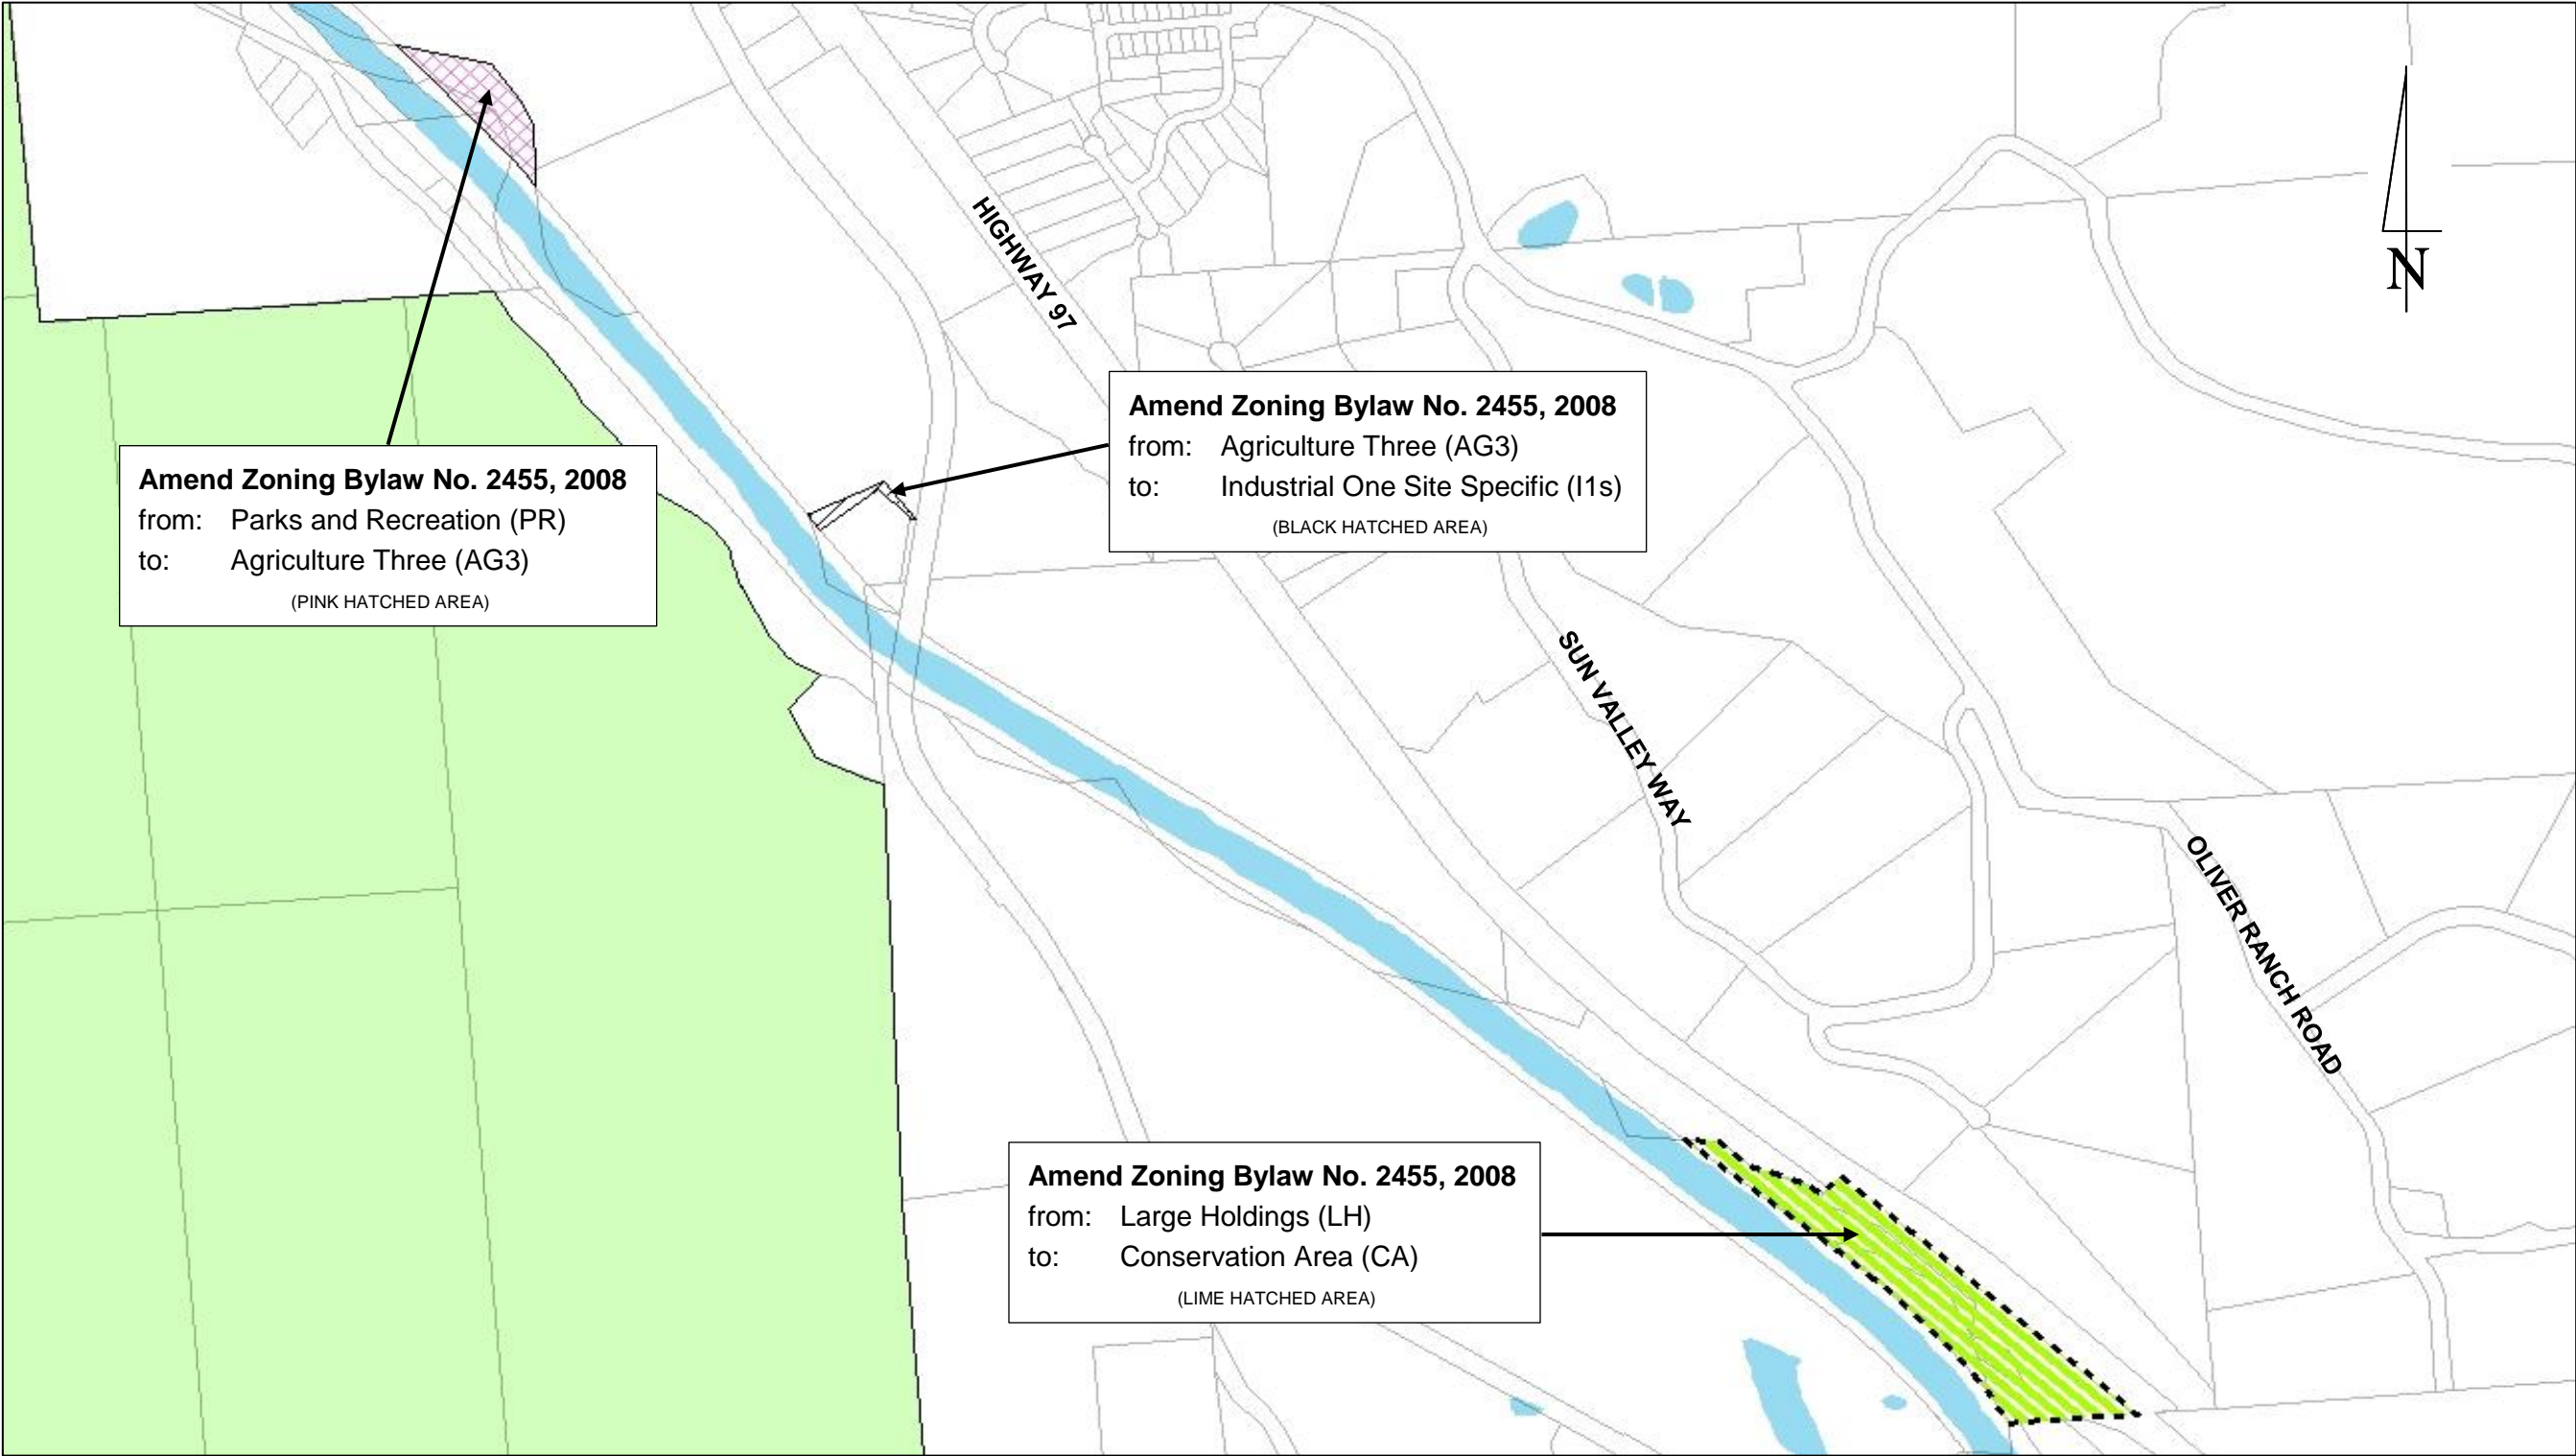 N
HIGHWAY 97
Amend Zoning Bylaw No. 2455, 2008
from: Agriculture Three (AG3)
to: Industrial One Site Specific (I1s)
(BLACK HATCHED AREA)
Amend Zoning Bylaw No. 2455, 2008
from: Parks and Recreation (PR)
to: Agriculture Three (AG3)
(PINK HATCHED AREA)
SUN VALLEY WAY
OLIVER RANCH ROAD
Amend Zoning Bylaw No. 2455, 2008
from: Large Holdings (LH)
to: Conservation Area (CA)
(LIME HATCHED AREA)